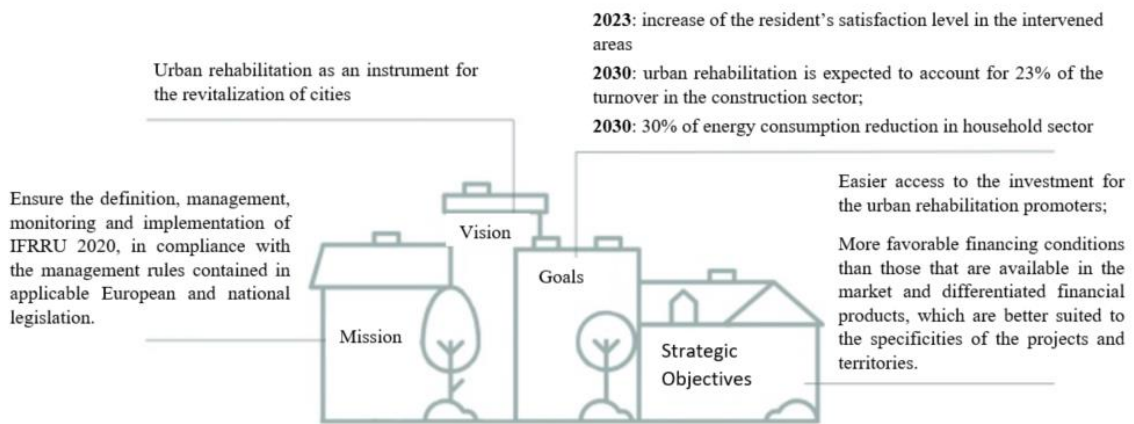 2023: increase of the resident’s satisfaction level in the intervened
areas
2030: urban rehabilitation is expected to account for 23% of the
turnover in the construction sector;
2030: 30% of energy consumption reduction in household sector
Urban rehabilitation as an instrument for
the revitalization of cities
Ensure the definition, management,
monitoring and implementation of
IFRRU 2020, in compliance with
the management rules contained in
applicable European and national
legislation.
Vision
Goals
Mission
Strategic
Objectives
Easier access to the investment for
the urban rehabilitation promoters;
More favorable financing conditions
than those that are available in the
market and differentiated financial
products, which are better suited to
the specificities of the projects and
territories.